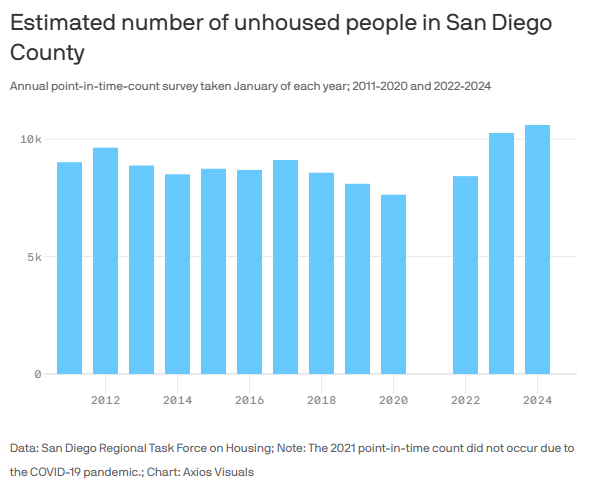 Estimated number of unhoused people in San Diego
County
Annual point-in-time-count survey taken January of each year; 2011-2020 and 2022-2024
10k
5k
0
2012 2014 2016 2018 2020 2022 2024
Data: San Diego Regional Task Force on Housing; Note: The 2021 point-in-time count did not occur due to
the COVID-19 pandemic.; Chart: Axios Visuals